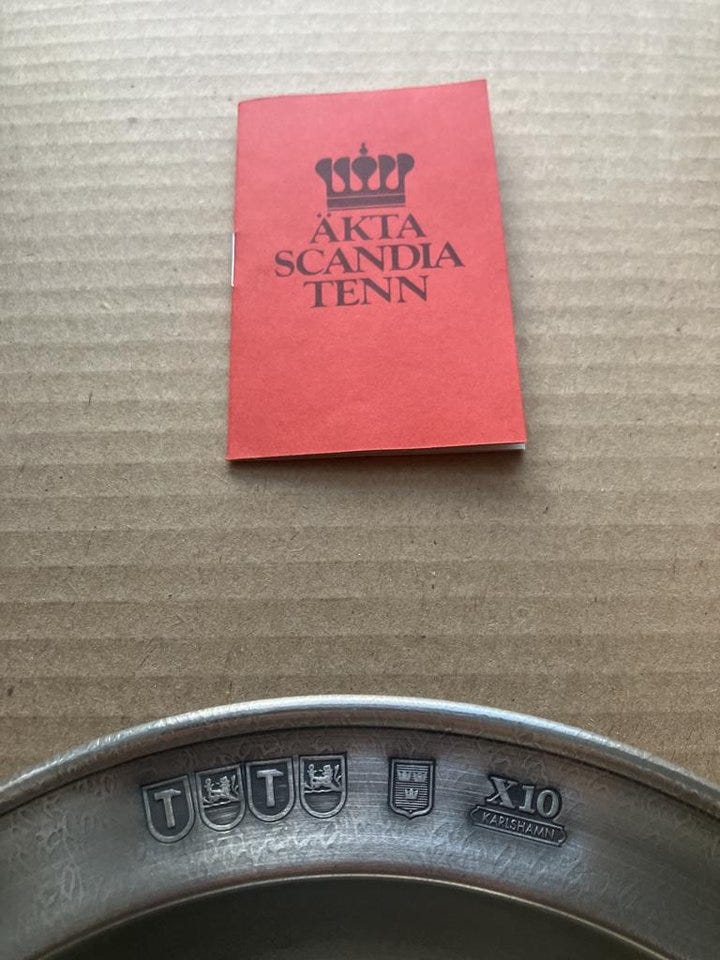 ÄKTA
SCANDIA
TENN
T T
X10
KARLSHAMN